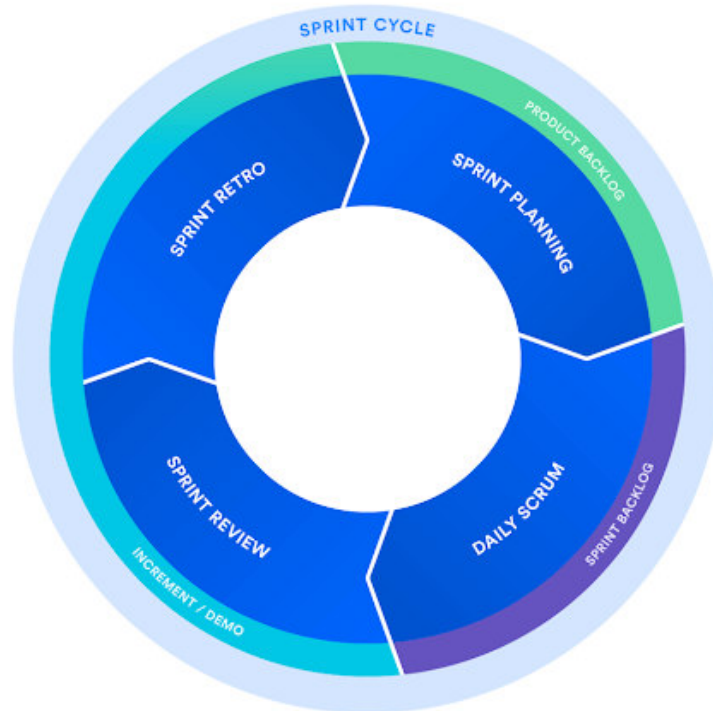 SPRINT CYCLE
PRODUCT BACKLOG
SPRINT PLANNING
SPRINT RETRO
DAILY SCRUM
SPRINT BACKLOG
SPRINT REVIEW
INCREMENT / DEMO